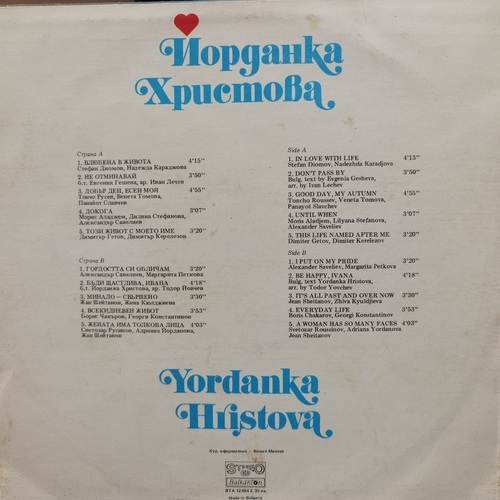 Йорданка
Христова
Страна А
1. ВЛЮБЕНА В ЖИВОТА 4'15"
Стефан Диомов, Надежда Караджова
2. НЕ ОТМИНАВАЙ 3'50"
б.т. Евгения Гешева, ар. Иван Лечев
3. ДОБЪР ДЕН, ЕСЕН МОЯ 4'55"
Тончо Русев, Венета Томова,
Панайот Славчев
4. ДОКОГА 3'07"
Морис Аладжем, Лиляна Стефанова,
Александър Савелиев
5. ТОЗИ ЖИВОТ С МОЕТО ИМЕ 3'20"
Димитър Гетов, Димитър Керелезов
Страна В
1. ГОРДОСТТА СИ ОБЛИЧАМ 3'20"
Александър Савелиев, Маргарита Петкова
2. БЪДИ ЩАСТЛИВА, ИВАНА 4'18"
б.т. Йорданка Христова, ар. Тодор Йовчев
3. МИНАЛО – СВЪРШЕНО 3'30"
Жан Шейтанов, Жива Кюлджиева
4. ВСЕКИДНЕВЕН ЖИВОТ 3'53"
Борис Чакъров, Георги Константинов
5. ЖЕНАТА ИМА ТОЛКОВА ЛИЦА 4'03"
Светозар Русинов, Адриана Йорданова,
Жан Шейтанов
Side A
1. IN LOVE WITH LIFE 4'15"
Stefan Diomov, Nadezhda Karadjova
2. DON'T PASS BY 3'50"
Bulg. text by Evgenia Gesheva,
arr. by Ivan Lechev
3. GOOD DAY, MY AUTUMN 4'55"
Toncho Roussev, Veneta Tomova,
Panayot Slavchev
4. UNTIL WHEN 3'07"
Moris Aladjem, Lilyana Stefanova,
Alexander Saveliev
5. THIS LIFE NAMED AFTER ME 3'20"
Dimiter Getov, Dimiter Kerelezov
Side B
1. I PUT ON MY PRIDE 3'20"
Alexander Saveliev, Margarita Petkova
2. BE HAPPY, IVANA 4'18"
Bulg. text Yordanka Hristova,
arr. by Todor Yovchev
3. IT'S ALL PAST AND OVER NOW 3'30"
Jean Sheitanov, Zhiva Kyuldjieva
4. EVERYDAY LIFE 3'53"
Boris Chakarov, Georgi Konstantinov
5. A WOMAN HAS SO MANY FACES 4'03"
Svetozar Roussinov, Adriana Yordanova
Jean Sheitanov
Yordanka
Hristova
Худ. оформление –
STEREO
Balkanton
ВТА
Made in Bulgaria